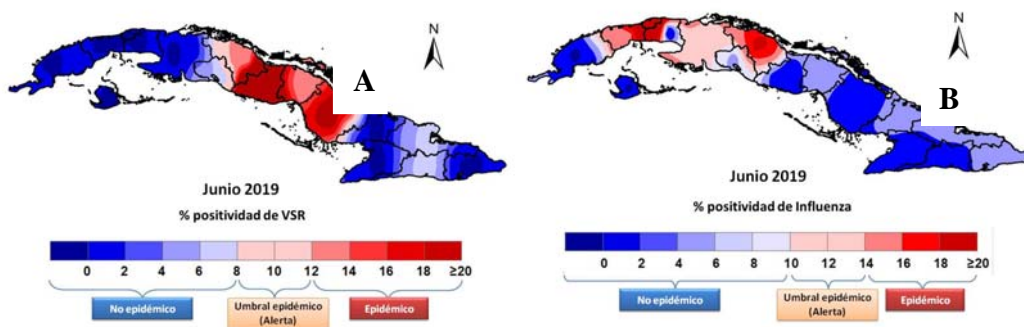 N
A
Junio 2019
% positividad de VSR
0 2 4 6 8 10 12 14 16 18 ≥20
No epidémico
Umbral epidémico
(Alerta)
Epidémico
N
B
Junio 2019
% positividad de Influenza
0 2 4 6 8 10 12 14 16 18 ≥20
No epidémico
Umbral epidémico
(Alerta)
Epidémico